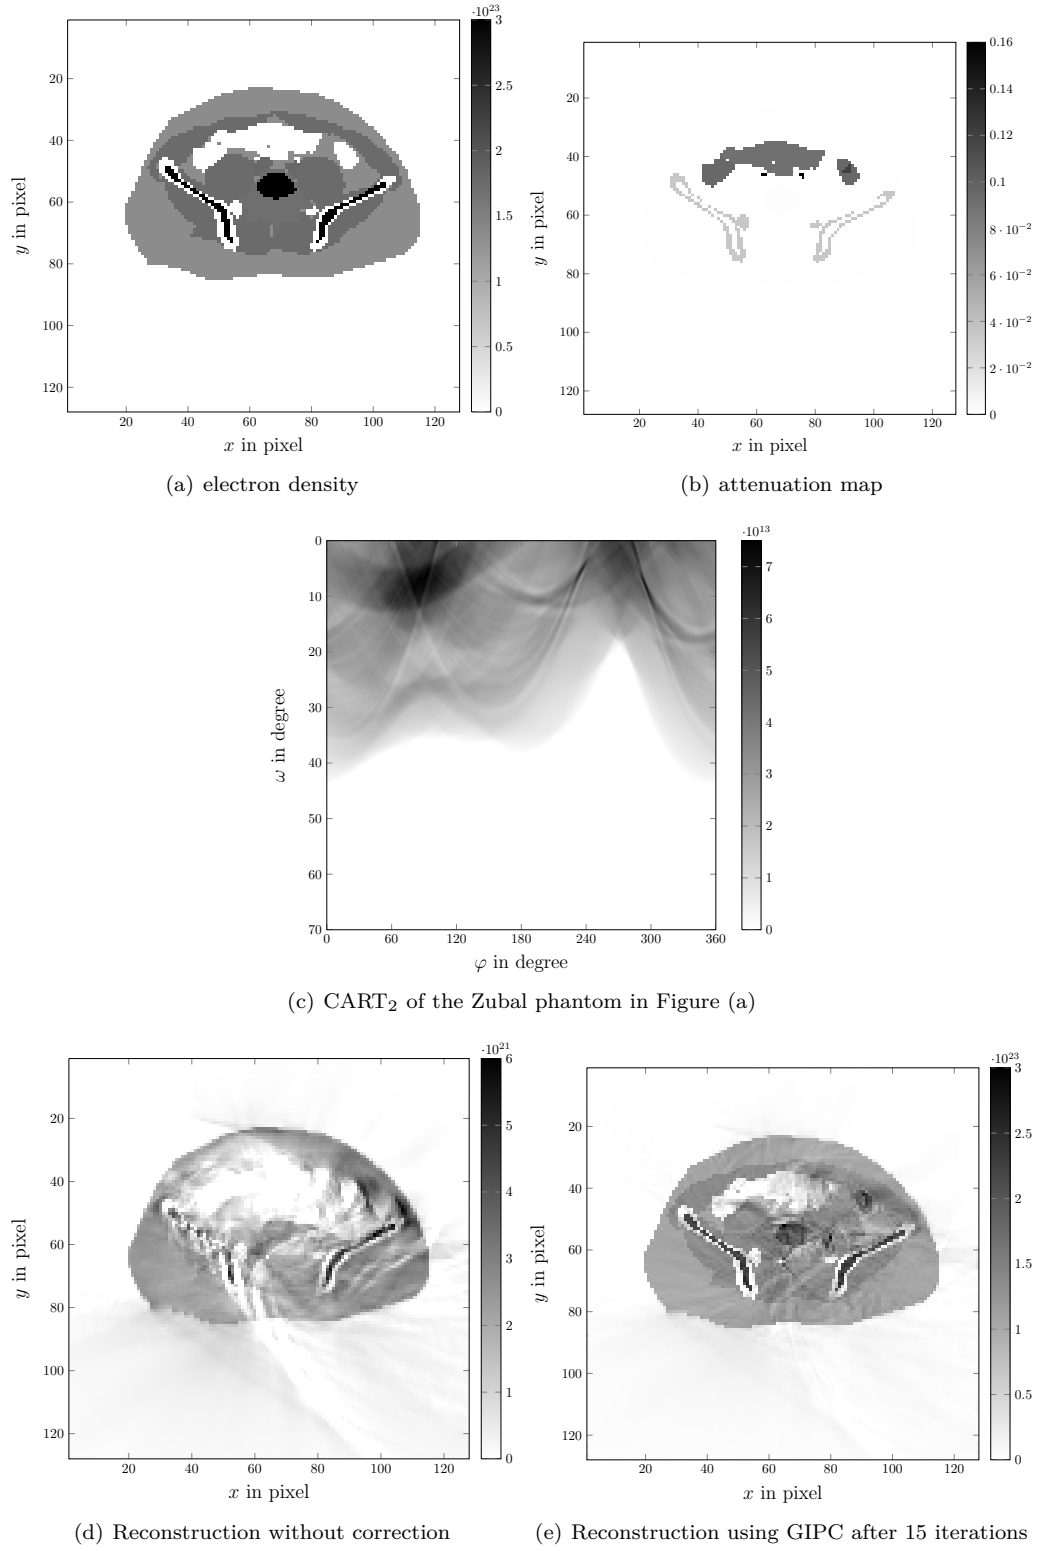 ·10²³
3
2.5
2
1.5
1
0.5
0
20
40
60
80
100
120
20 40 60 80 100 120
y in pixel
x in pixel
(a) electron density
0.16
0.14
0.12
0.1
8 · 10⁻²
6 · 10⁻²
4 · 10⁻²
2 · 10⁻²
0
20
40
60
80
100
120
20 40 60 80 100 120
y in pixel
x in pixel
(b) attenuation map
·10¹³
7
6
5
4
3
2
1
0
0
10
20
30
40
50
60
70
0 60 120 180 240 300 360
ω in degree
φ in degree
(c) CART₂ of the Zubal phantom in Figure (a)
·10²¹
6
5
4
3
2
1
0
20
40
60
80
100
120
20 40 60 80 100 120
y in pixel
x in pixel
(d) Reconstruction without correction
·10²³
3
2.5
2
1.5
1
0.5
0
20
40
60
80
100
120
20 40 60 80 100 120
y in pixel
x in pixel
(e) Reconstruction using GIPC after 15 iterations